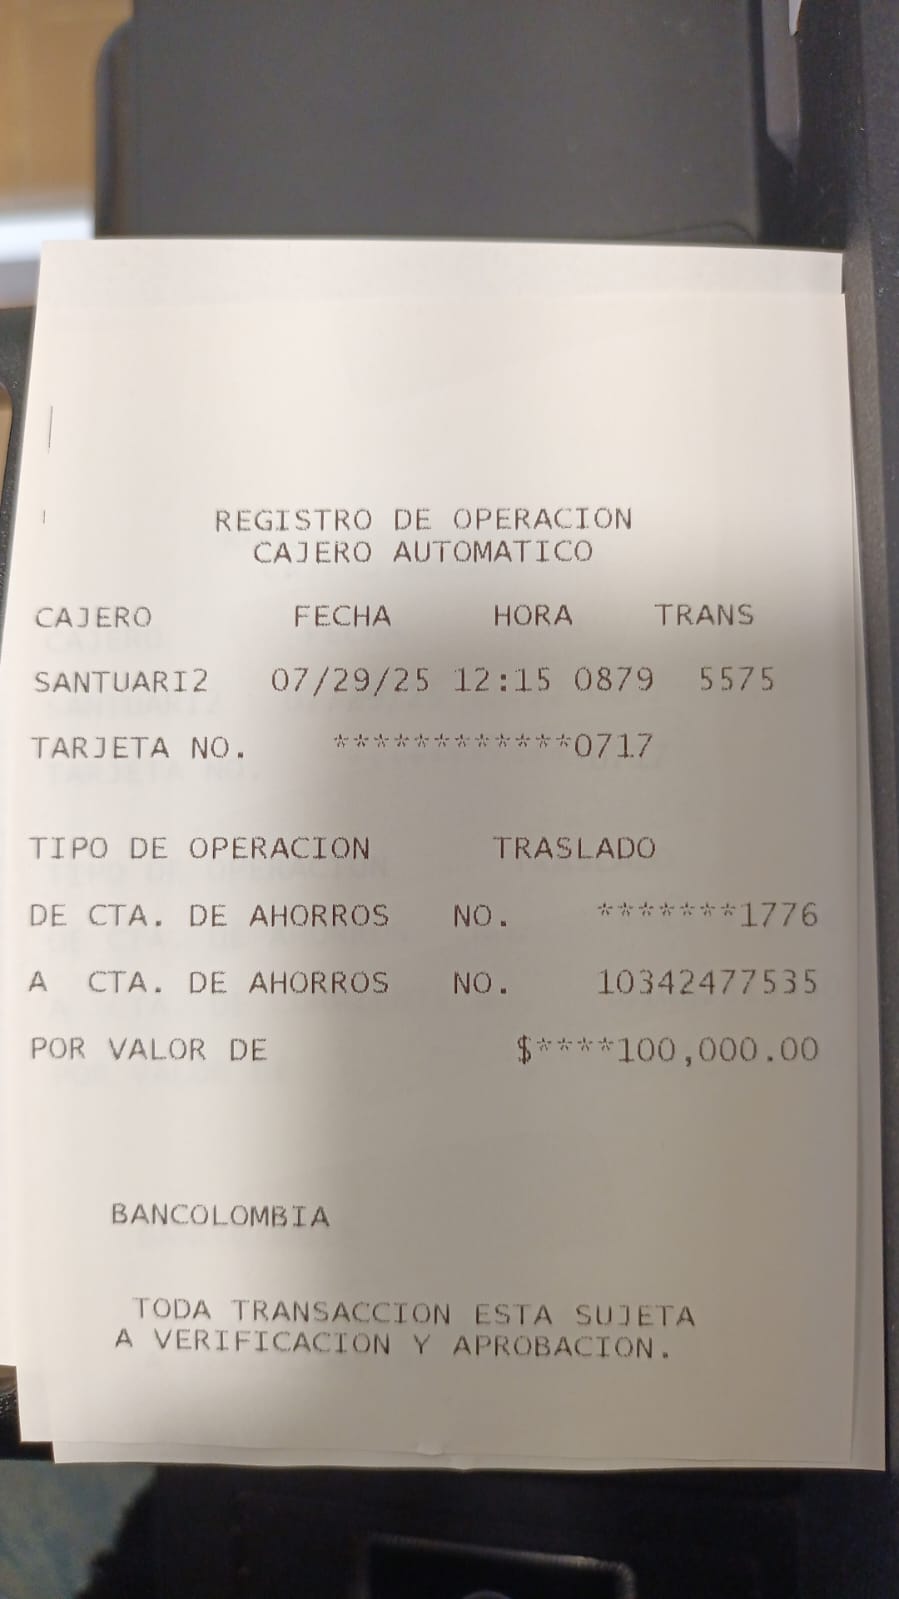 REGISTRO DE OPERACION
CAJERO AUTOMATICO
CAJERO FECHA HORA TRANS
SANTUARI2 07/29/25 12:15 0879 5575
TARJETA NO. ************0717
TIPO DE OPERACION TRASLADO
DE CTA. DE AHORROS NO. *******1776
A CTA. DE AHORROS NO. 10342477535
POR VALOR DE $****100,000.00
BANCOLOMBIA
TODA TRANSACCION ESTA SUJETA
A VERIFICACION Y APROBACION.